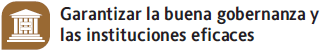 Garantizar la buena gobernanza y
las instituciones eficaces